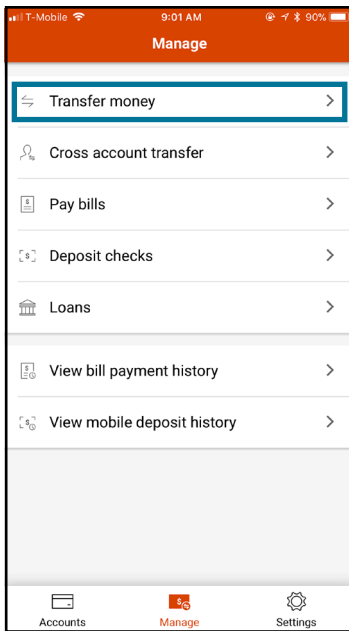 T-Mobile 9:01 AM 90%
Manage
Transfer money
Cross account transfer
Pay bills
Deposit checks
Loans
View bill payment history
View mobile deposit history
Accounts Manage Settings